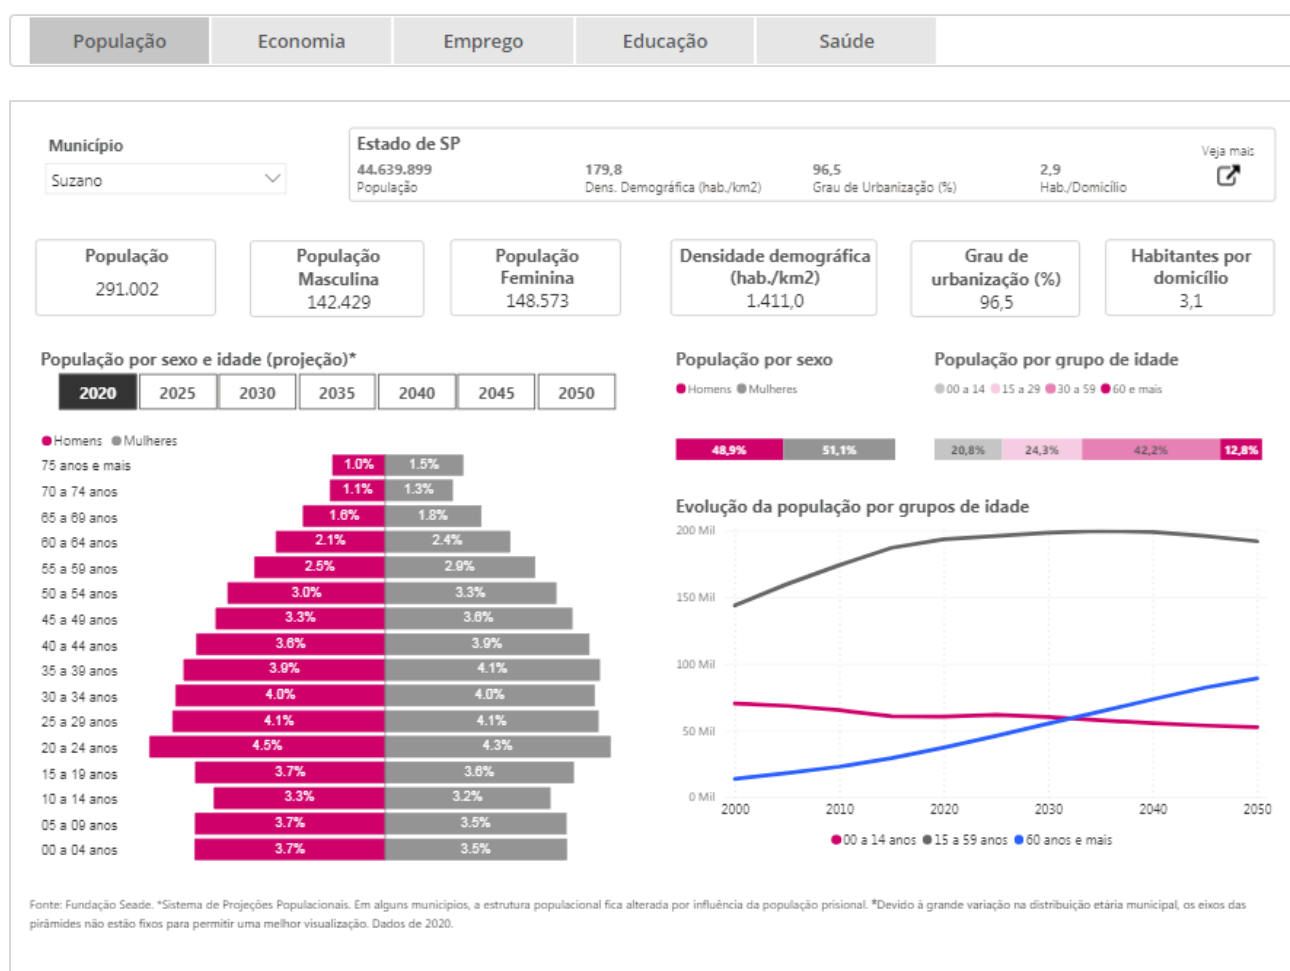 População
Economia
Emprego
Educação
Saúde
Município
Suzano
Estado de SP
44.639.899
População
179,8
Dens. Demográfica (hab./km2)
96,5
Grau de Urbanização (%)
2,9
Hab./Domicílio
Veja mais
População
291.002
População
Masculina
142.429
População
Feminina
148.573
Densidade demográfica
(hab./km2)
1.411,0
Grau de
urbanização (%)
96,5
Habitantes por
domicílio
3,1
População por sexo e idade (projeção)*
2020 2025 2030 2035 2040 2045 2050
Homens Mulheres
75 anos e mais 1.0% 1.5%
70 a 74 anos 1.1% 1.3%
65 a 69 anos 1.6% 1.8%
60 a 64 anos 2.1% 2.4%
55 a 59 anos 2.5% 2.9%
50 a 54 anos 3.0% 3.3%
45 a 49 anos 3.3% 3.6%
40 a 44 anos 3.6% 3.9%
35 a 39 anos 3.9% 4.1%
30 a 34 anos 4.0% 4.0%
25 a 29 anos 4.1% 4.1%
20 a 24 anos 4.5% 4.3%
15 a 19 anos 3.7% 3.6%
10 a 14 anos 3.3% 3.2%
05 a 09 anos 3.7% 3.5%
00 a 04 anos 3.7% 3.5%
População por sexo
Homens Mulheres
48,9% 51,1%
População por grupo de idade
00 a 14 15 a 29 30 a 59 60 e mais
20,8% 24,3% 42,2% 12,8%
Evolução da população por grupos de idade
200 Mil
150 Mil
100 Mil
50 Mil
0 Mil
2000 2010 2020 2030 2040 2050
00 a 14 anos 15 a 59 anos 60 anos e mais
Fonte: Fundação Seade. *Sistema de Projeções Populacionais. Em alguns municípios, a estrutura populacional fica alterada por influência da população prisional. *Devido à grande variação na distribuição etária municipal, os eixos das
pirâmides não estão fixos para permitir uma melhor visualização. Dados de 2020.